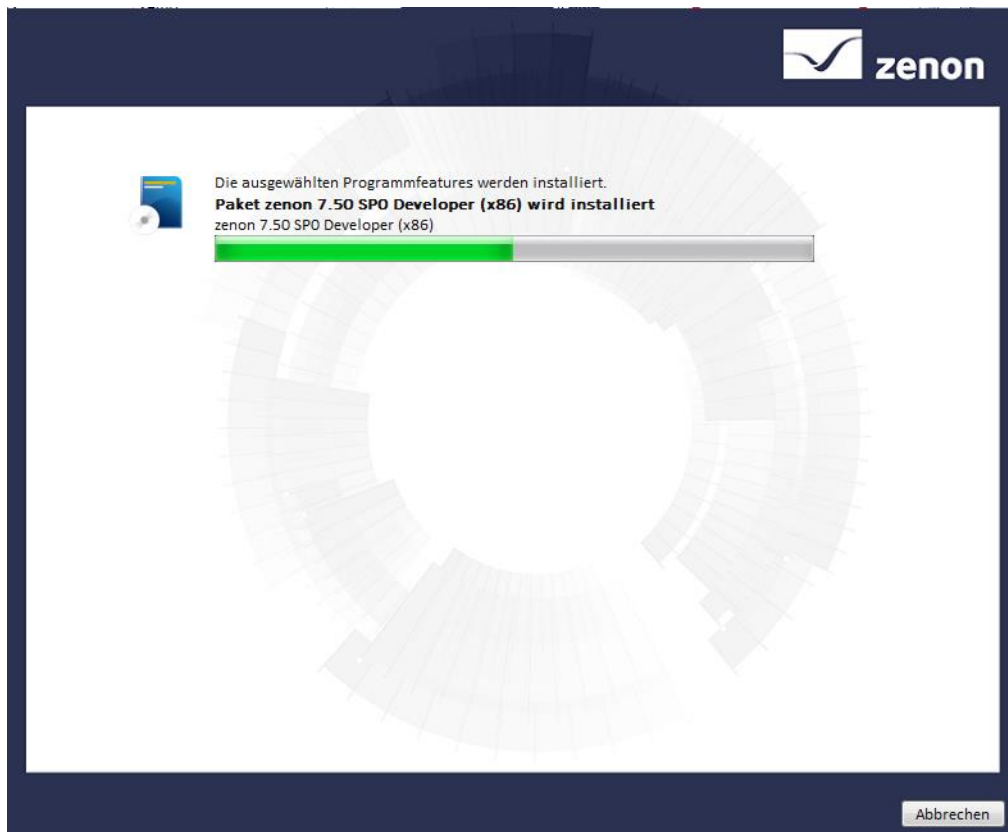 zenon
Die ausgewählten Programmfeatures werden installiert.
Paket zenon 7.50 SP0 Developer (x86) wird installiert
zenon 7.50 SP0 Developer (x86)
Abbrechen